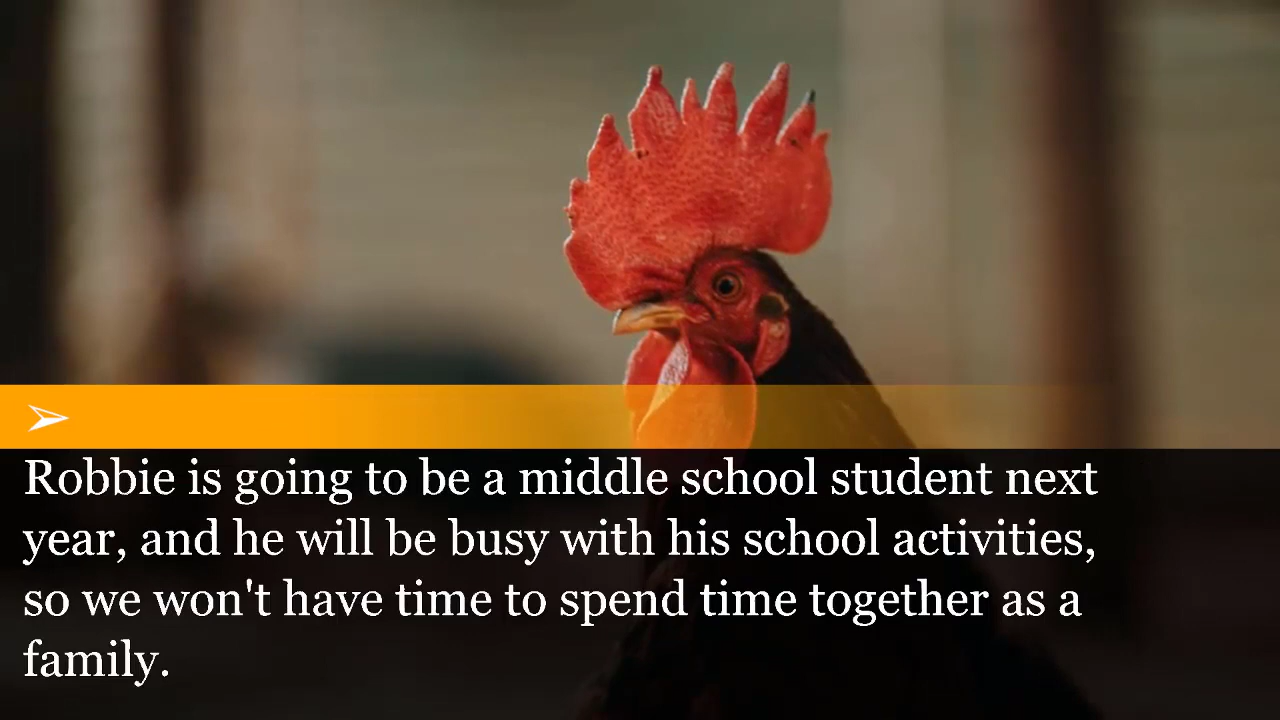 Robbie is going to be a middle school student next
year, and he will be busy with his school activities,
so we won't have time to spend time together as a
family.